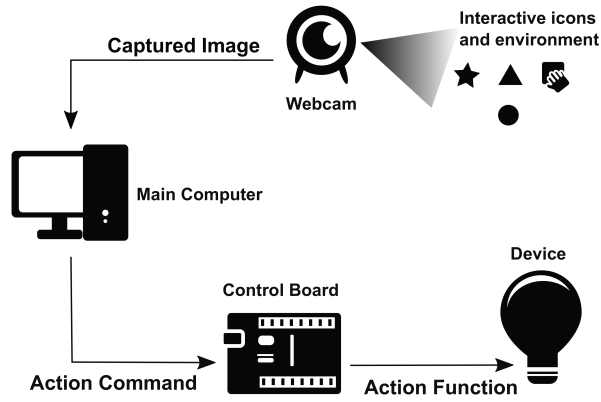 Interactive icons
and environment
Captured Image
Webcam
Main Computer
Device
Control Board
Action Command
Action Function